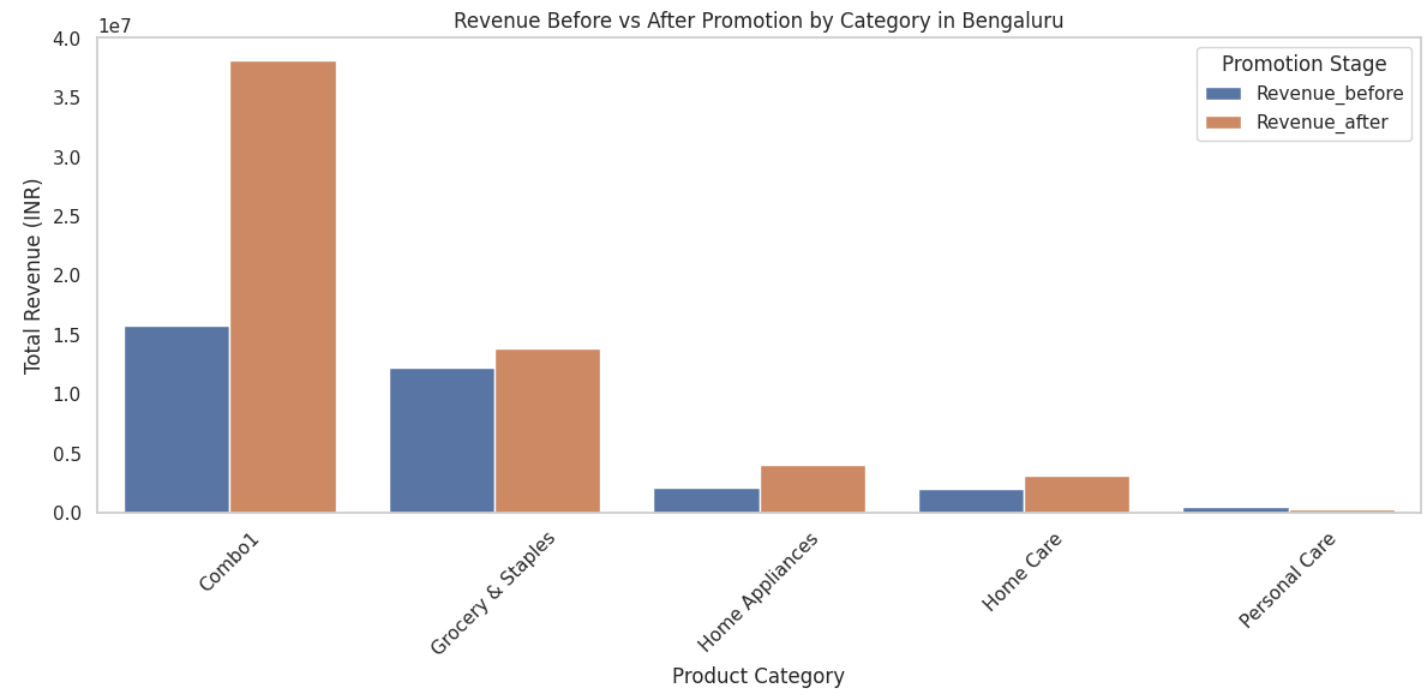 Revenue Before vs After Promotion by Category in Bengaluru
1e7
Promotion Stage
Revenue_before
Revenue_after
Total Revenue (INR)
4.0
3.5
3.0
2.5
2.0
1.5
1.0
0.5
0.0
Combo1
Grocery & Staples
Home Appliances
Home Care
Personal Care
Product Category